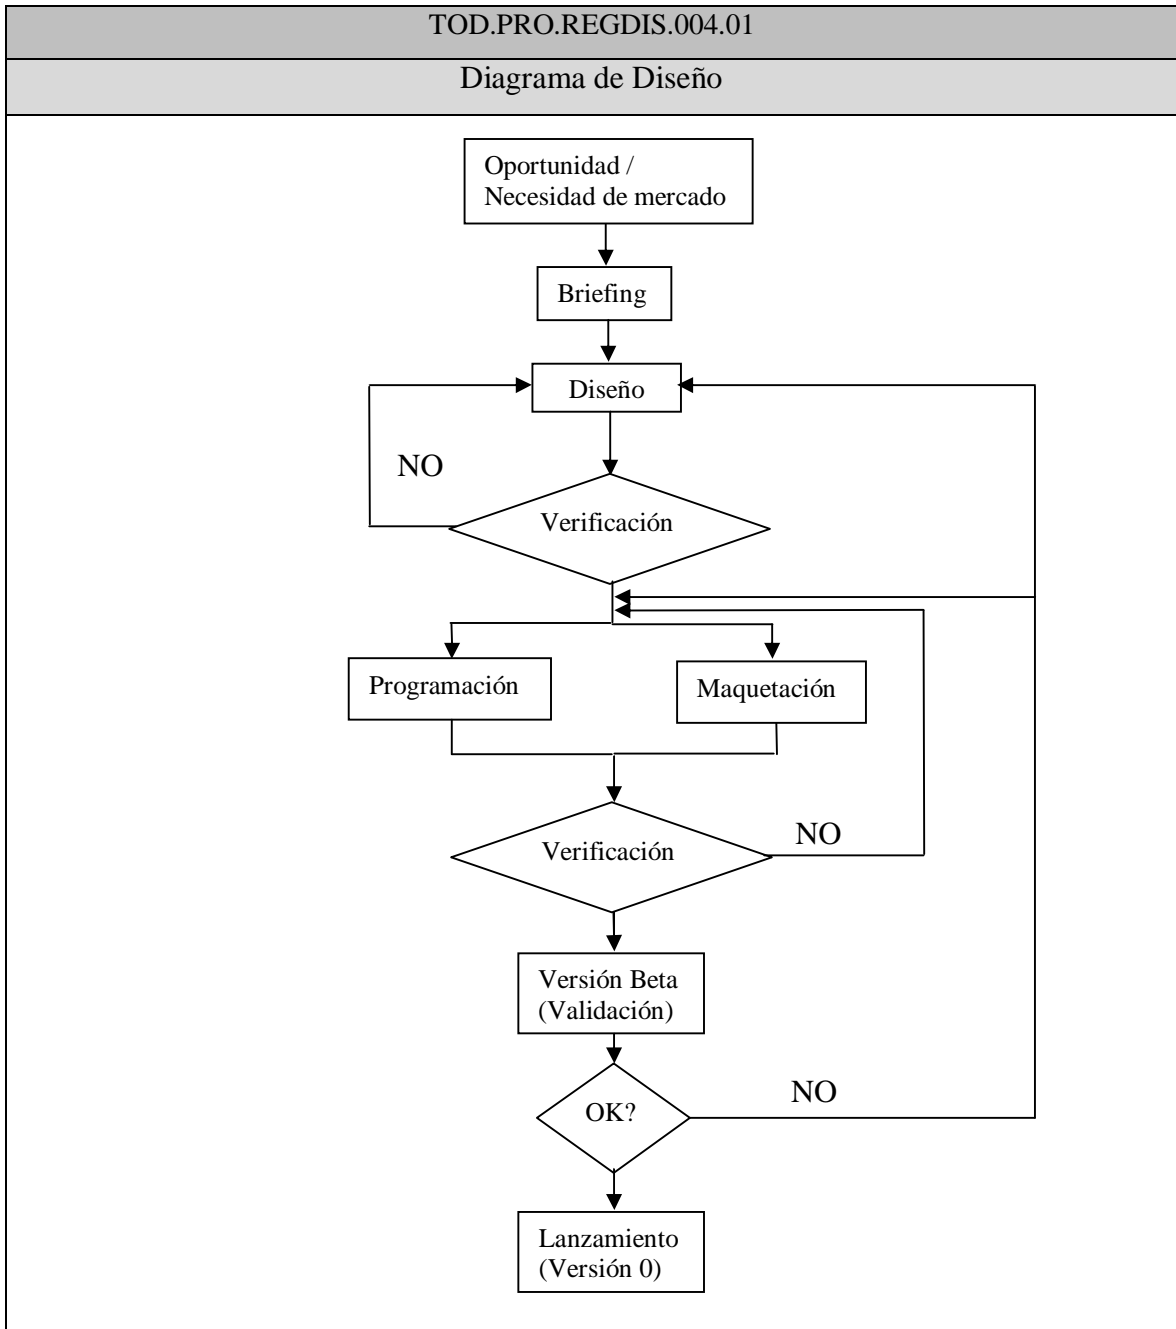 TOD.PRO.REGDIS.004.01
Diagrama de Diseño
Oportunidad /
Necesidad de mercado
Briefing
Diseño
NO
Verificación
Programación
Maquetación
Verificación
NO
Versión Beta
(Validación)
OK?
NO
Lanzamiento
(Versión 0)